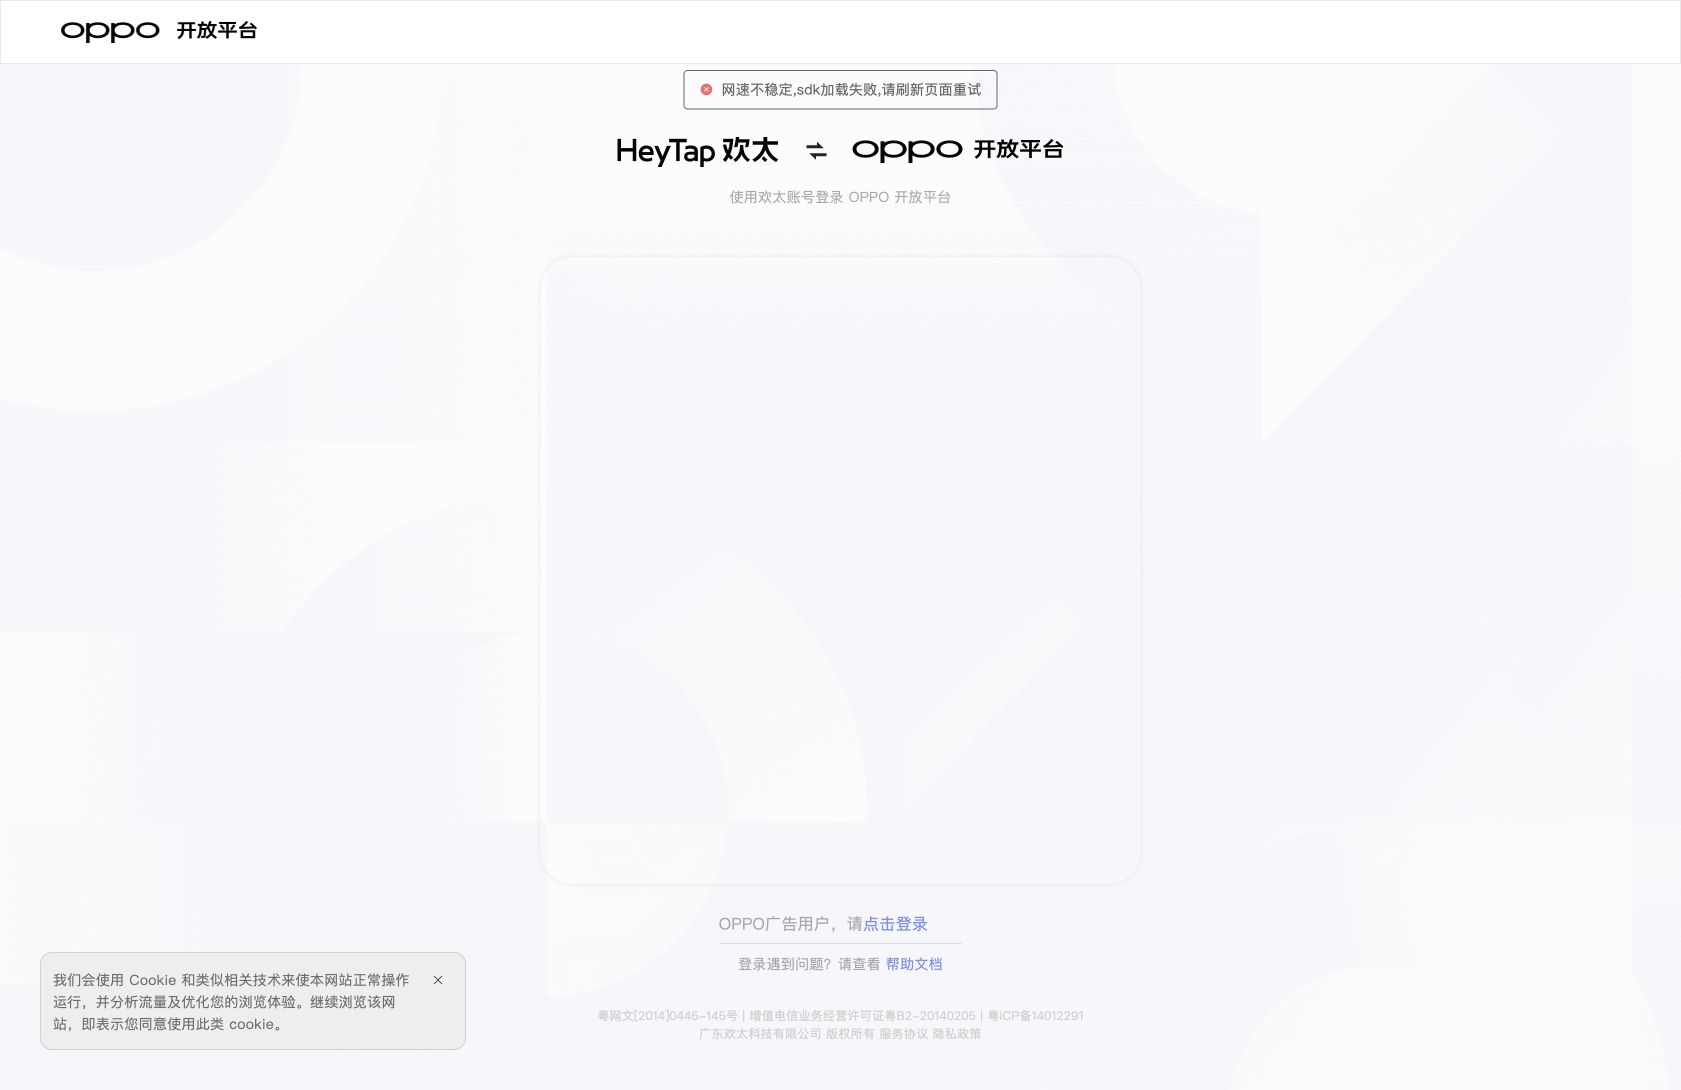 oppo 开放平台
网速不稳定,sdk加载失败,请刷新页面重试
HeyTap 欢太 oppo 开放平台
使用欢太账号登录 OPPO 开放平台
OPPO广告用户，请点击登录
登录遇到问题？请查看 帮助文档
我们会使用 Cookie 和类似相关技术来使本网站正常操作
运行，并分析流量及优化您的浏览体验。继续浏览该网
站，即表示您同意使用此类 cookie。
粤网文[2014]0445-145号 | 增值电信业务经营许可证粤B2-20140205 | 粤ICP备14012291
广东欢太科技有限公司 版权所有 服务协议 隐私政策